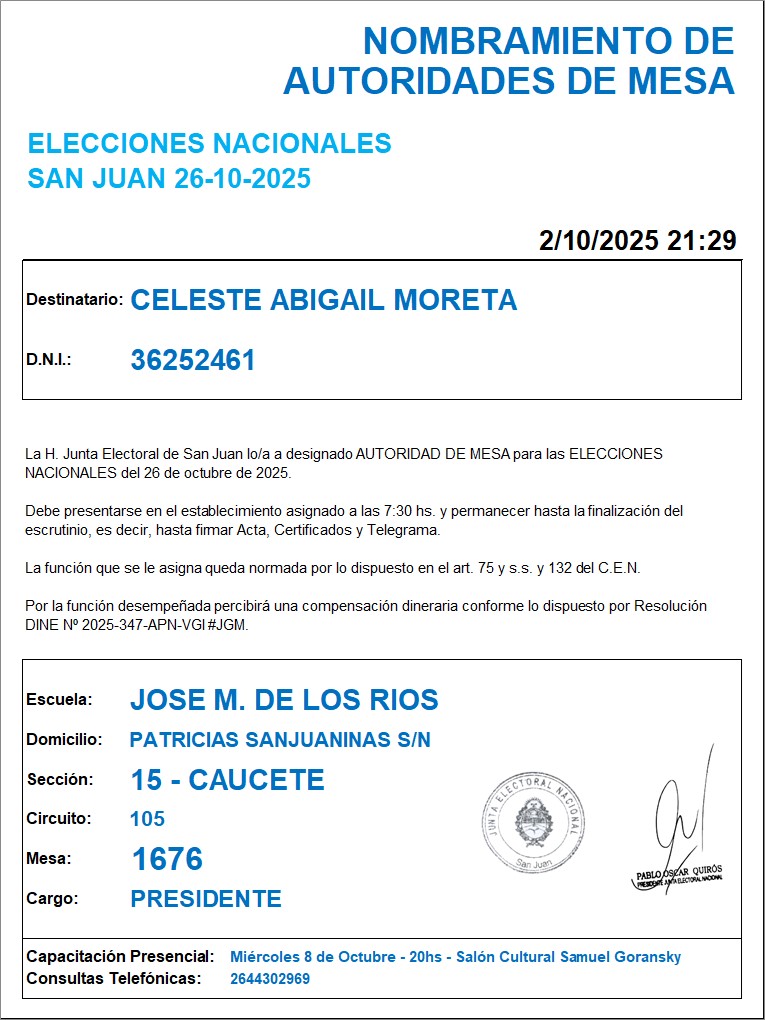 NOMBRAMIENTO DE
AUTORIDADES DE MESA
ELECCIONES NACIONALES
SAN JUAN 26-10-2025
2/10/2025 21:29
Destinatario: CELESTE ABIGAIL MORETA
D.N.I.: 36252461
La H. Junta Electoral de San Juan lo/a a designado AUTORIDAD DE MESA para las ELECCIONES
NACIONALES del 26 de octubre de 2025.
Debe presentarse en el establecimiento asignado a las 7:30 hs. y permanecer hasta la finalización del
escrutinio, es decir, hasta firmar Acta, Certificados y Telegrama.
La función que se le asigna queda normada por lo dispuesto en el art. 75 y s.s. y 132 del C.E.N.
Por la función desempeñada percibirá una compensación dineraria conforme lo dispuesto por Resolución
DINE Nº 2025-347-APN-VGI#JGM.
Escuela: JOSE M. DE LOS RIOS
Domicilio: PATRICIAS SANJUANINAS S/N
Sección: 15 - CAUCETE
Circuito: 105
Mesa: 1676
Cargo: PRESIDENTE
JUNTA ELECTORAL NACIONAL
San Juan
PABLO OSCAR QUIRÓS
PRESIDENTE JUNTA ELECTORAL NACIONAL
Capacitación Presencial: Miércoles 8 de Octubre - 20hs - Salón Cultural Samuel Goransky
Consultas Telefónicas: 2644302969